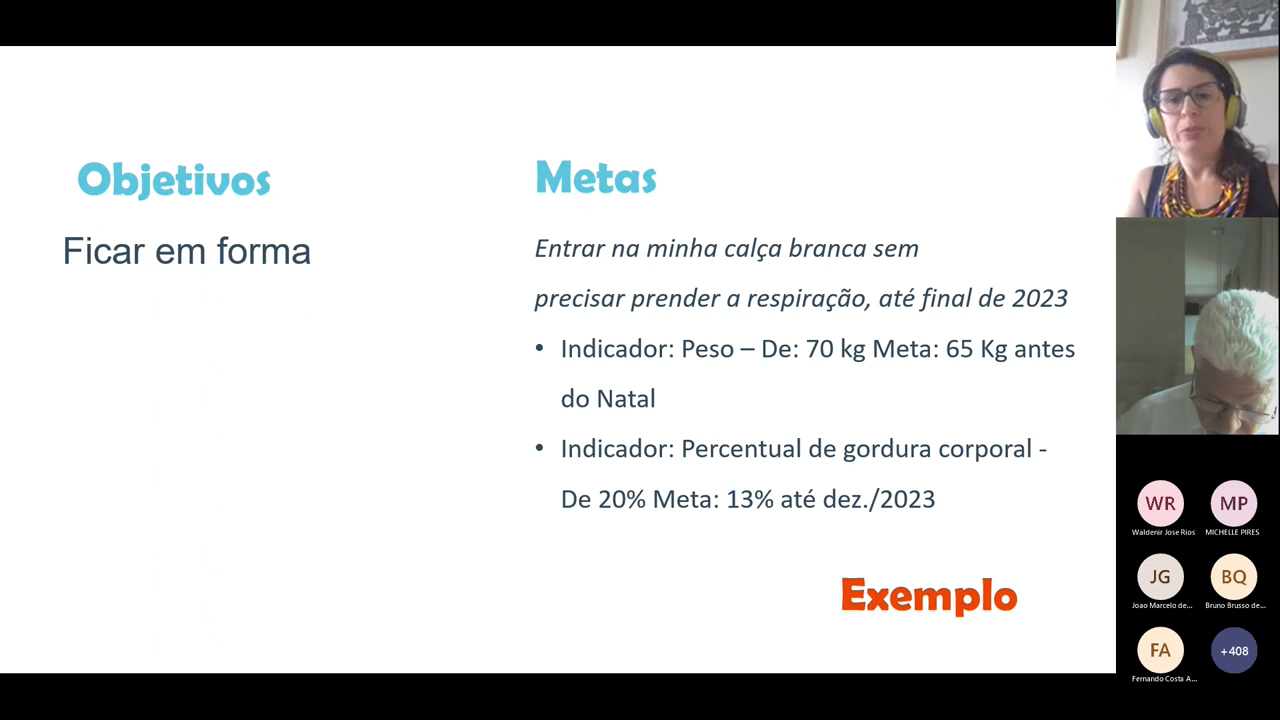 Objetivos
Ficar em forma
Metas
Entrar na minha calça branca sem
precisar prender a respiração, até final de 2023
• Indicador: Peso – De: 70 kg Meta: 65 Kg antes
do Natal
• Indicador: Percentual de gordura corporal -
De 20% Meta: 13% até dez./2023
Exemplo
WR
Waldenir Jose Rios
MP
MICHELLE PIRES
JG
Joao Marcelo de...
BQ
Bruno Brusso de...
FA
Fernando Costa A...
+408